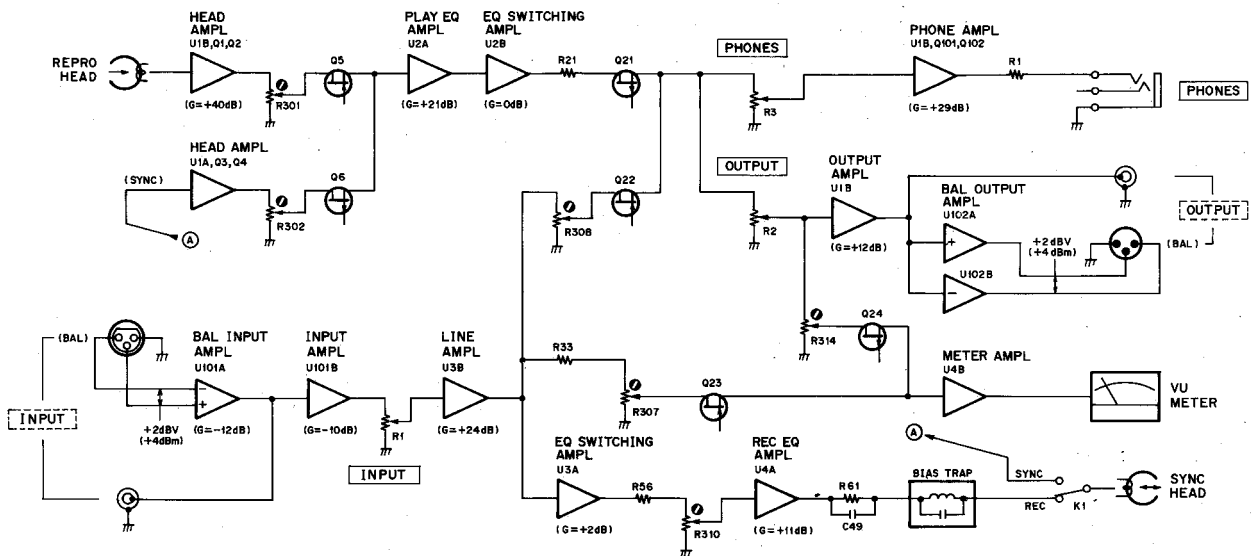 REPRO HEAD
HEAD AMPL
U1B,Q1,Q2
(G=+40dB)
R301
Q5
PLAY EQ AMPL
U2A
(G=+21dB)
EQ SWITCHING AMPL
U2B
(G=0dB)
R21
Q21
PHONES
R3
PHONE AMPL
U1B,Q101,Q102
(G=+29dB)
R1
PHONES
HEAD AMPL
U1A,Q3,Q4
(SYNC)
A
R302
Q6
R308
Q22
OUTPUT
R2
OUTPUT AMPL
U1B
(G=+12dB)
BAL OUTPUT AMPL
U102A
+
U102B
−
+2dBV
(+4dBm)
(BAL)
OUTPUT
R314
Q24
INPUT
(BAL)
+2dBV
(+4dBm)
BAL INPUT AMPL
U101A
−
+
(G=−12dB)
INPUT AMPL
U101B
(G=−10dB)
R1
INPUT
LINE AMPL
U3B
(G=+24dB)
R33
R307
Q23
METER AMPL
U4B
VU METER
EQ SWITCHING AMPL
U3A
(G=+2dB)
R56
R310
REC EQ AMPL
U4A
(G=+11dB)
R61
C49
BIAS TRAP
A
SYNC
REC
K1
SYNC HEAD